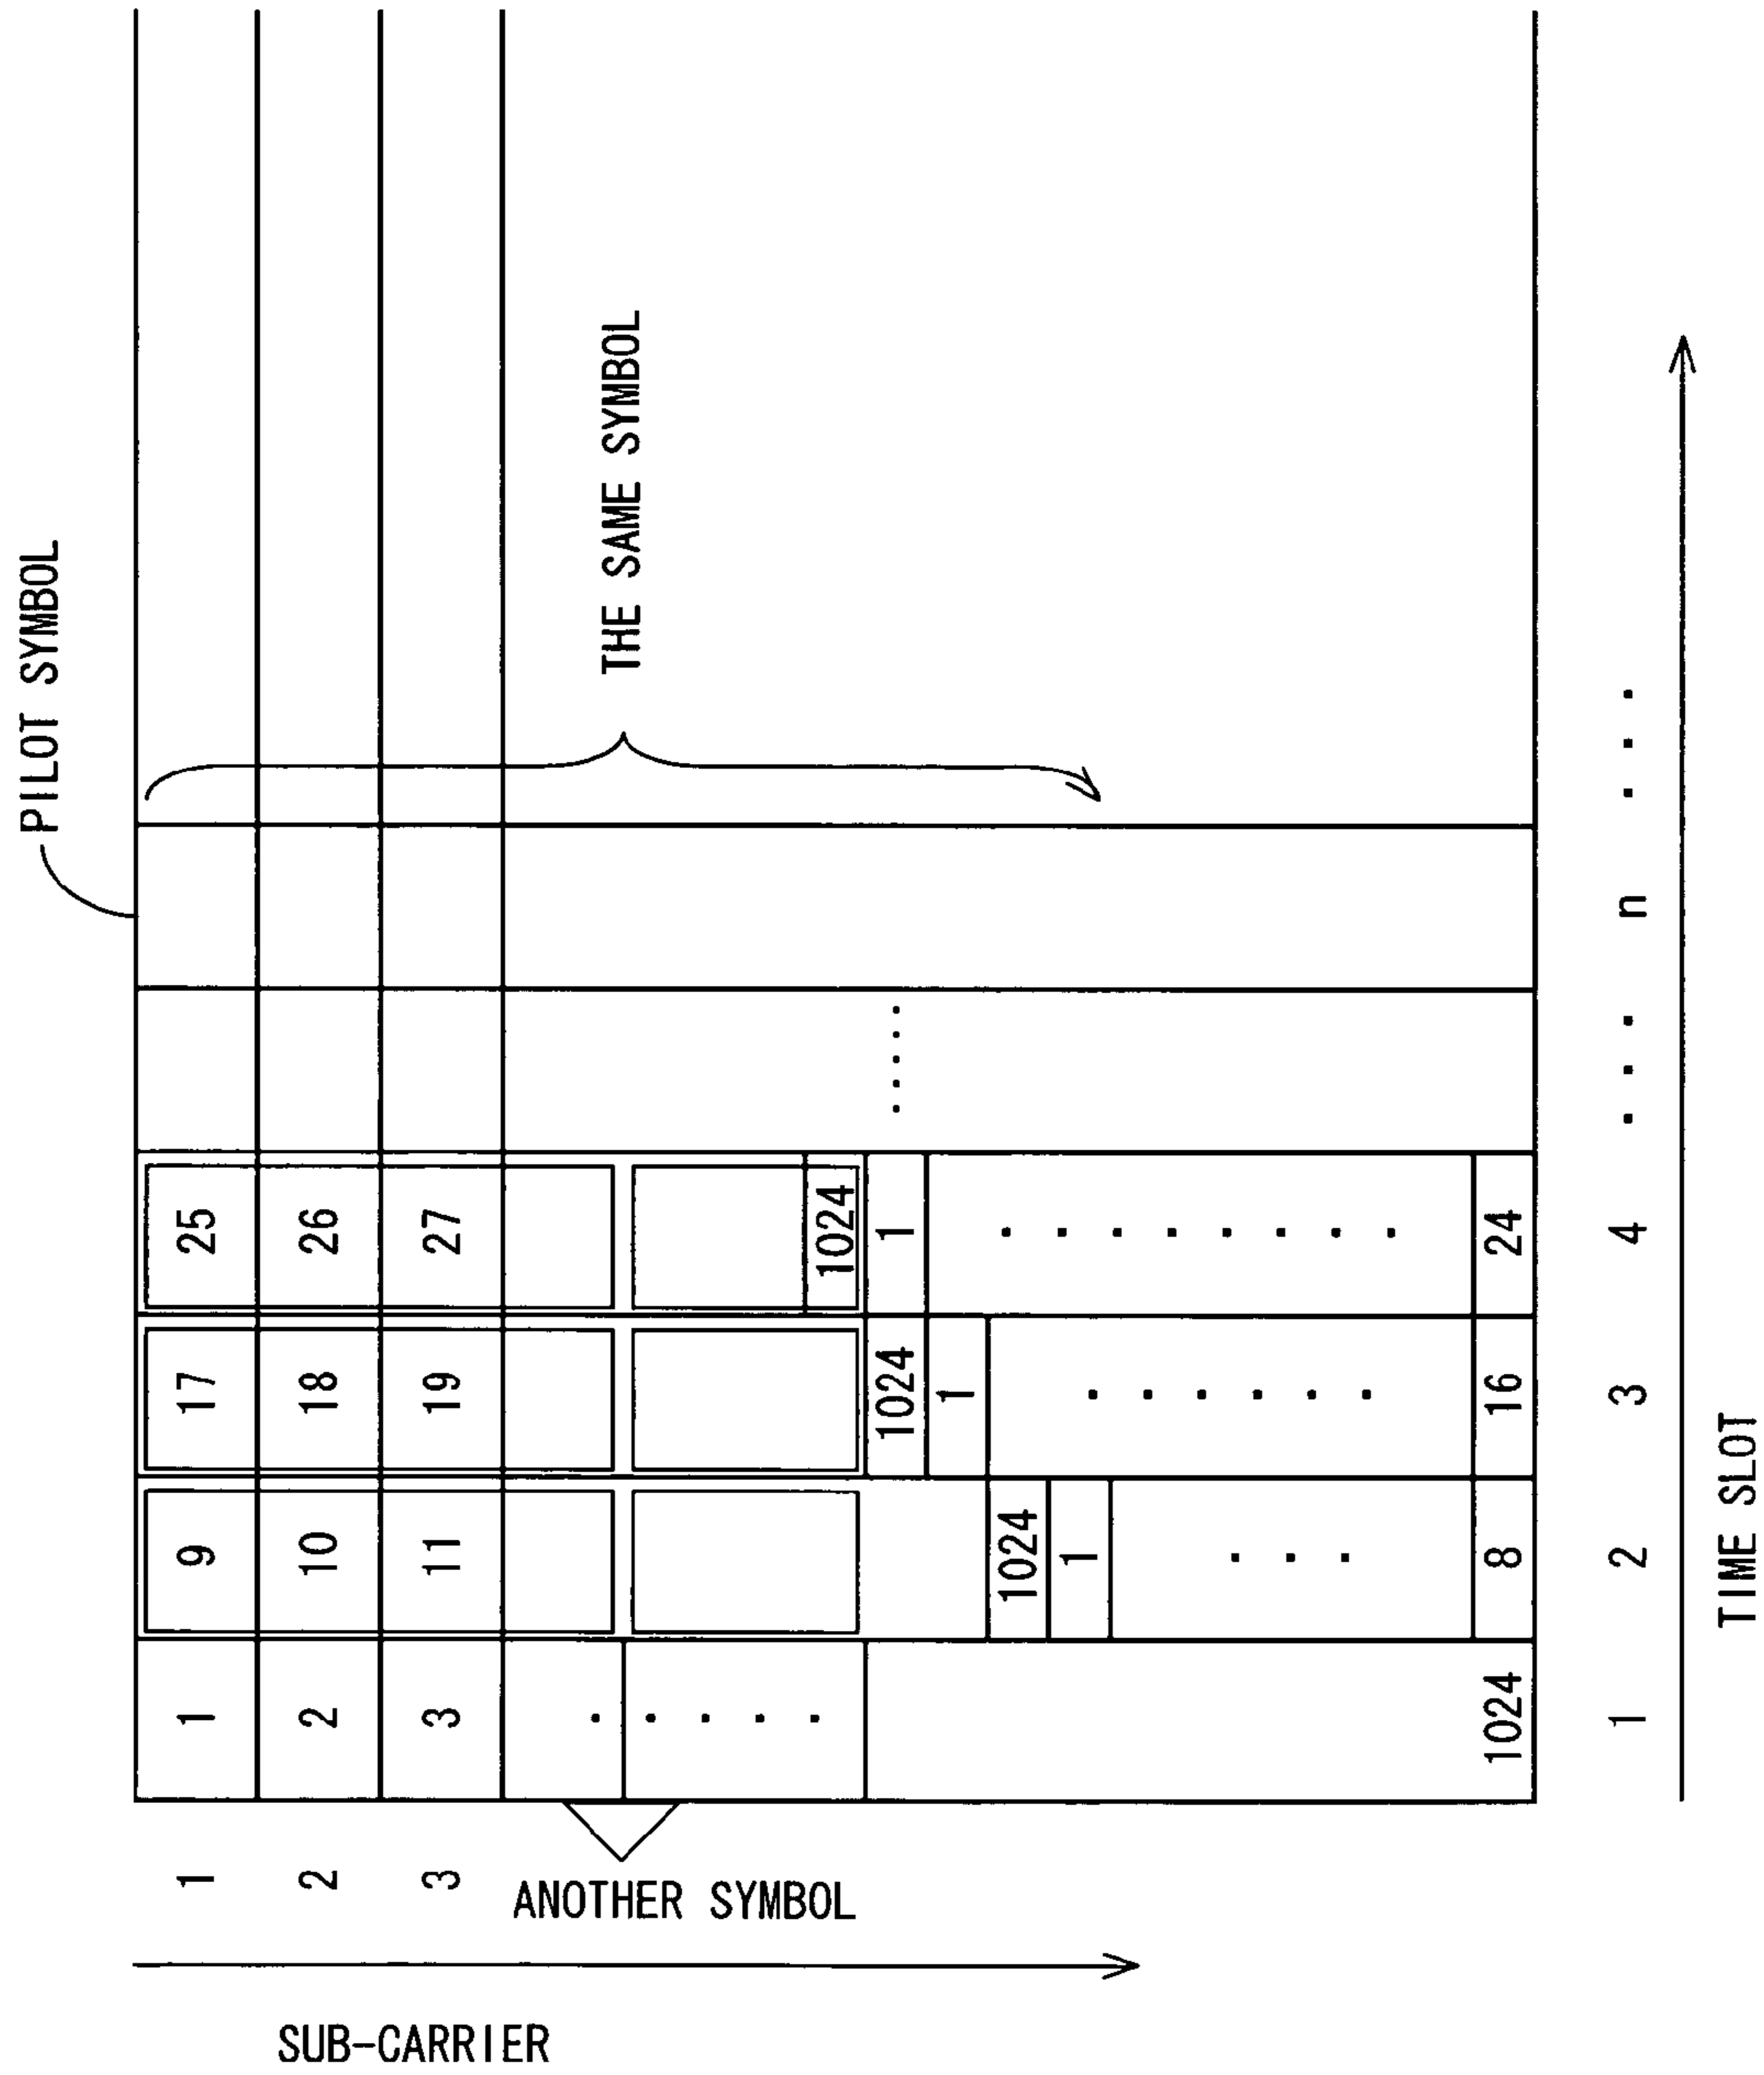 PILOT SYMBOL
1 1 9 17 25
2 2 10 18 26
3 3 11 19 27
· · · · ·
SUB-CARRIER
ANOTHER SYMBOL
THE SAME SYMBOL
1024
1024 1 · · · · ·
1
1024
1
· · · · · · · · · · · · · · · · ·
1024 8 16 24
1 2 3 4 · · · n · · ·
TIME SLOT